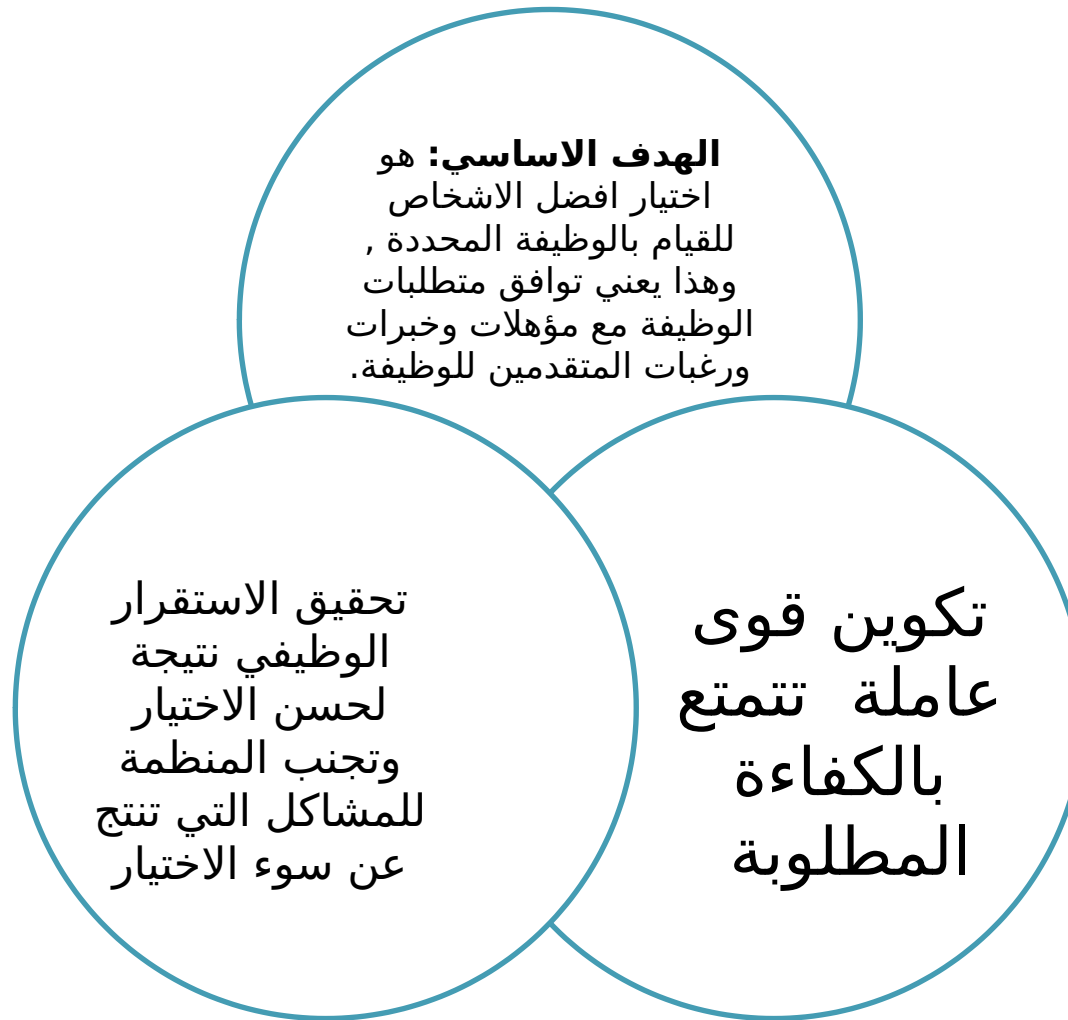 الهدف الاساسي: هو
اختيار افضل الاشخاص
للقيام بالوظيفة المحددة ,
وهذا يعني توافق متطلبات
الوظيفة مع مؤهلات وخبرات
ورغبات المتقدمين للوظيفة.
تكوين قوى
عاملة تتمتع
بالكفاءة
المطلوبة
تحقيق الاستقرار
الوظيفي نتيجة
لحسن الاختيار
وتجنب المنظمة
للمشاكل التي تنتج
عن سوء الاختيار